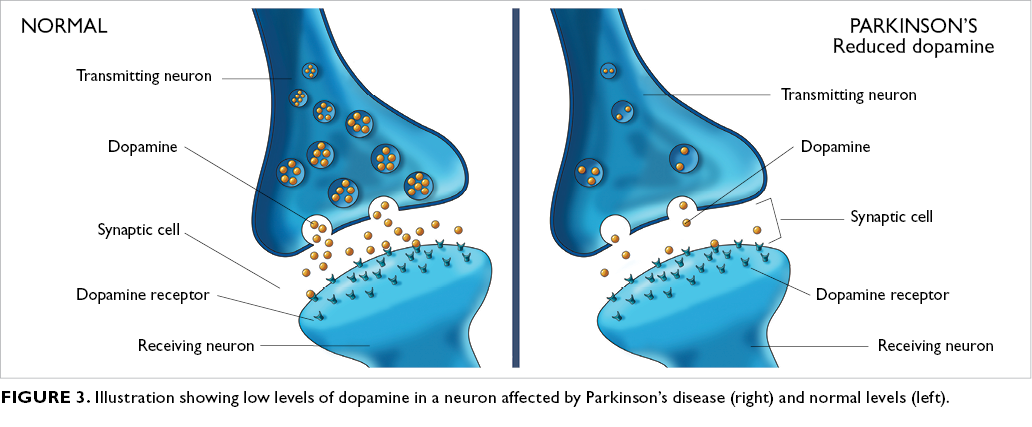 NORMAL
Transmitting neuron
Dopamine
Synaptic cell
Dopamine receptor
Receiving neuron
PARKINSON'S
Reduced dopamine
Transmitting neuron
Dopamine
Synaptic cell
Dopamine receptor
Receiving neuron
FIGURE 3. Illustration showing low levels of dopamine in a neuron affected by Parkinson's disease (right) and normal levels (left).